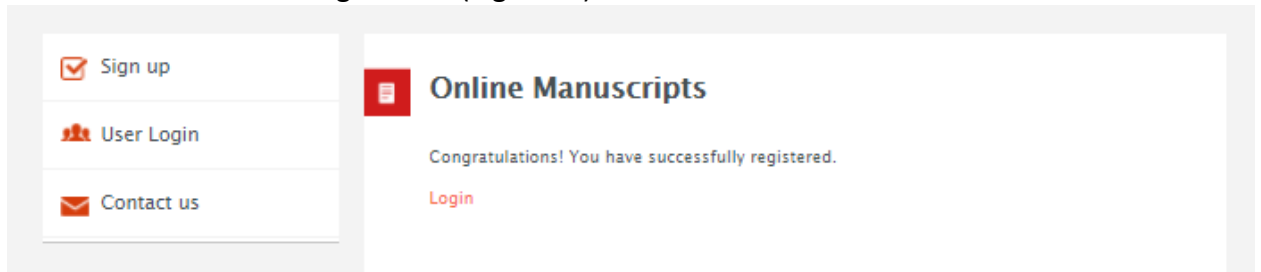 Sign up
User Login
Contact us
Online Manuscripts
Congratulations! You have successfully registered.
Login